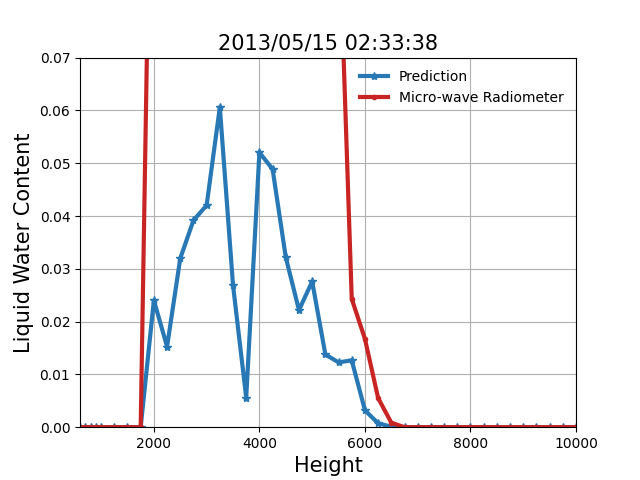 2013/05/15 02:33:38
Prediction
Micro-wave Radiometer
Liquid Water Content
0.07
0.06
0.05
0.04
0.03
0.02
0.01
0.00
2000 4000 6000 8000 10000
Height